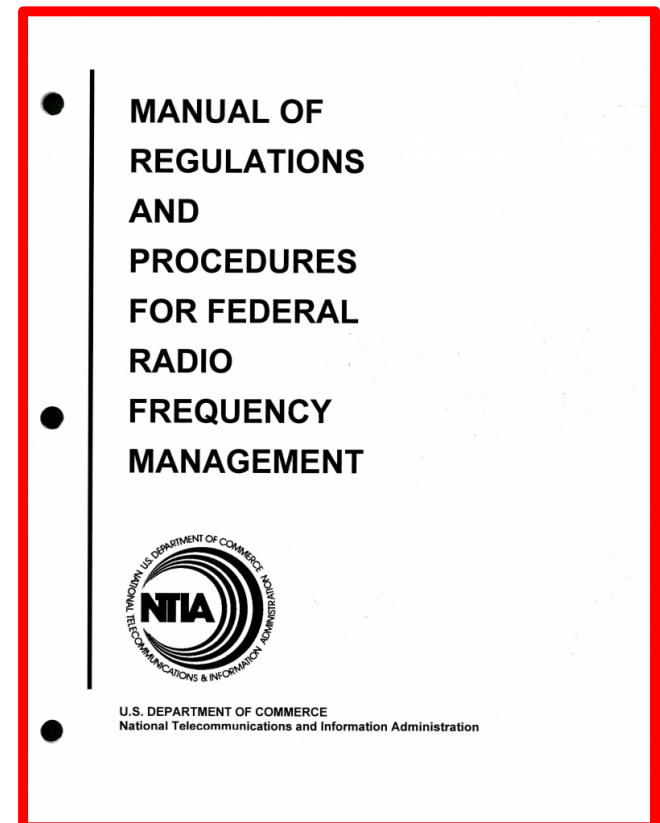 MANUAL OF
REGULATIONS
AND
PROCEDURES
FOR FEDERAL
RADIO
FREQUENCY
MANAGEMENT
U.S. DEPARTMENT OF COMMERCE
NATIONAL TELECOMMUNICATIONS & INFORMATION ADMINISTRATION
NTIA
U.S. DEPARTMENT OF COMMERCE
National Telecommunications and Information Administration